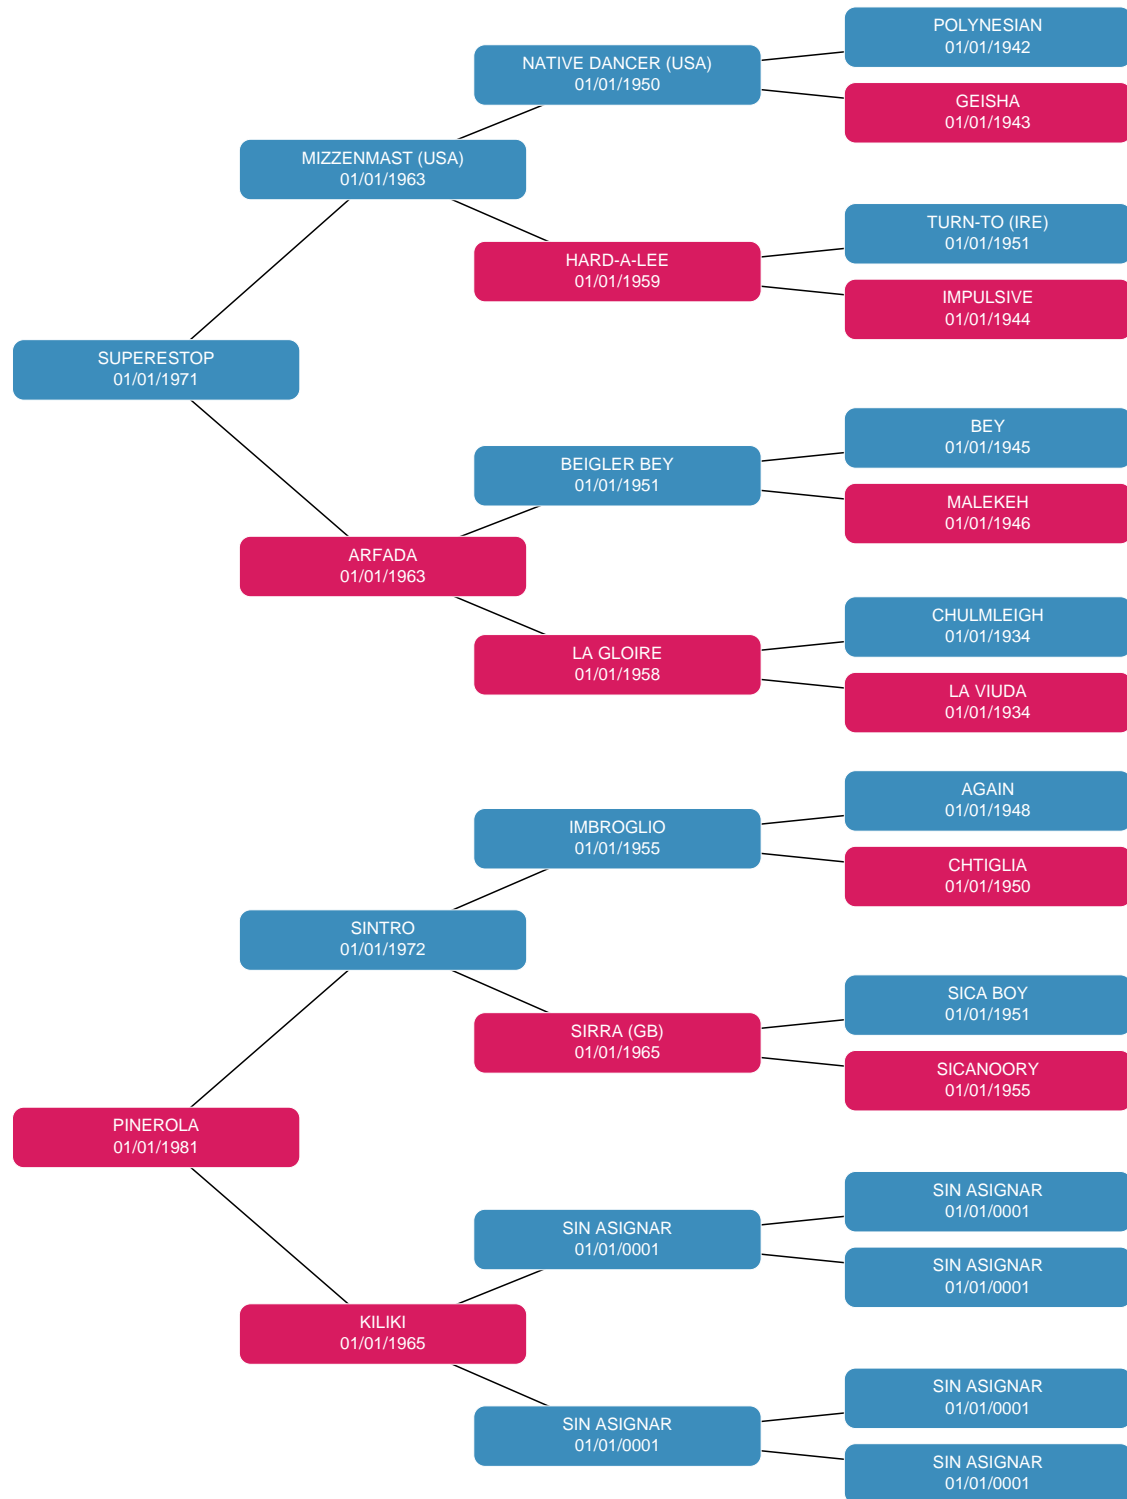 POLYNESIAN
01/01/1942
NATIVE DANCER (USA)
01/01/1950
GEISHA
01/01/1943
MIZZENMAST (USA)
01/01/1963
TURN-TO (IRE)
01/01/1951
HARD-A-LEE
01/01/1959
IMPULSIVE
01/01/1944
SUPERESTOP
01/01/1971
BEY
01/01/1945
BEIGLER BEY
01/01/1951
MALEKEH
01/01/1946
ARFADA
01/01/1963
CHULMLEIGH
01/01/1934
LA GLOIRE
01/01/1958
LA VIUDA
01/01/1934
AGAIN
01/01/1948
IMBROGLIO
01/01/1955
CHTIGLIA
01/01/1950
SINTRO
01/01/1972
SICA BOY
01/01/1951
SIRRA (GB)
01/01/1965
SICANOORY
01/01/1955
PINEROLA
01/01/1981
SIN ASIGNAR
01/01/0001
SIN ASIGNAR
01/01/0001
SIN ASIGNAR
01/01/0001
KILIKI
01/01/1965
SIN ASIGNAR
01/01/0001
SIN ASIGNAR
01/01/0001
SIN ASIGNAR
01/01/0001